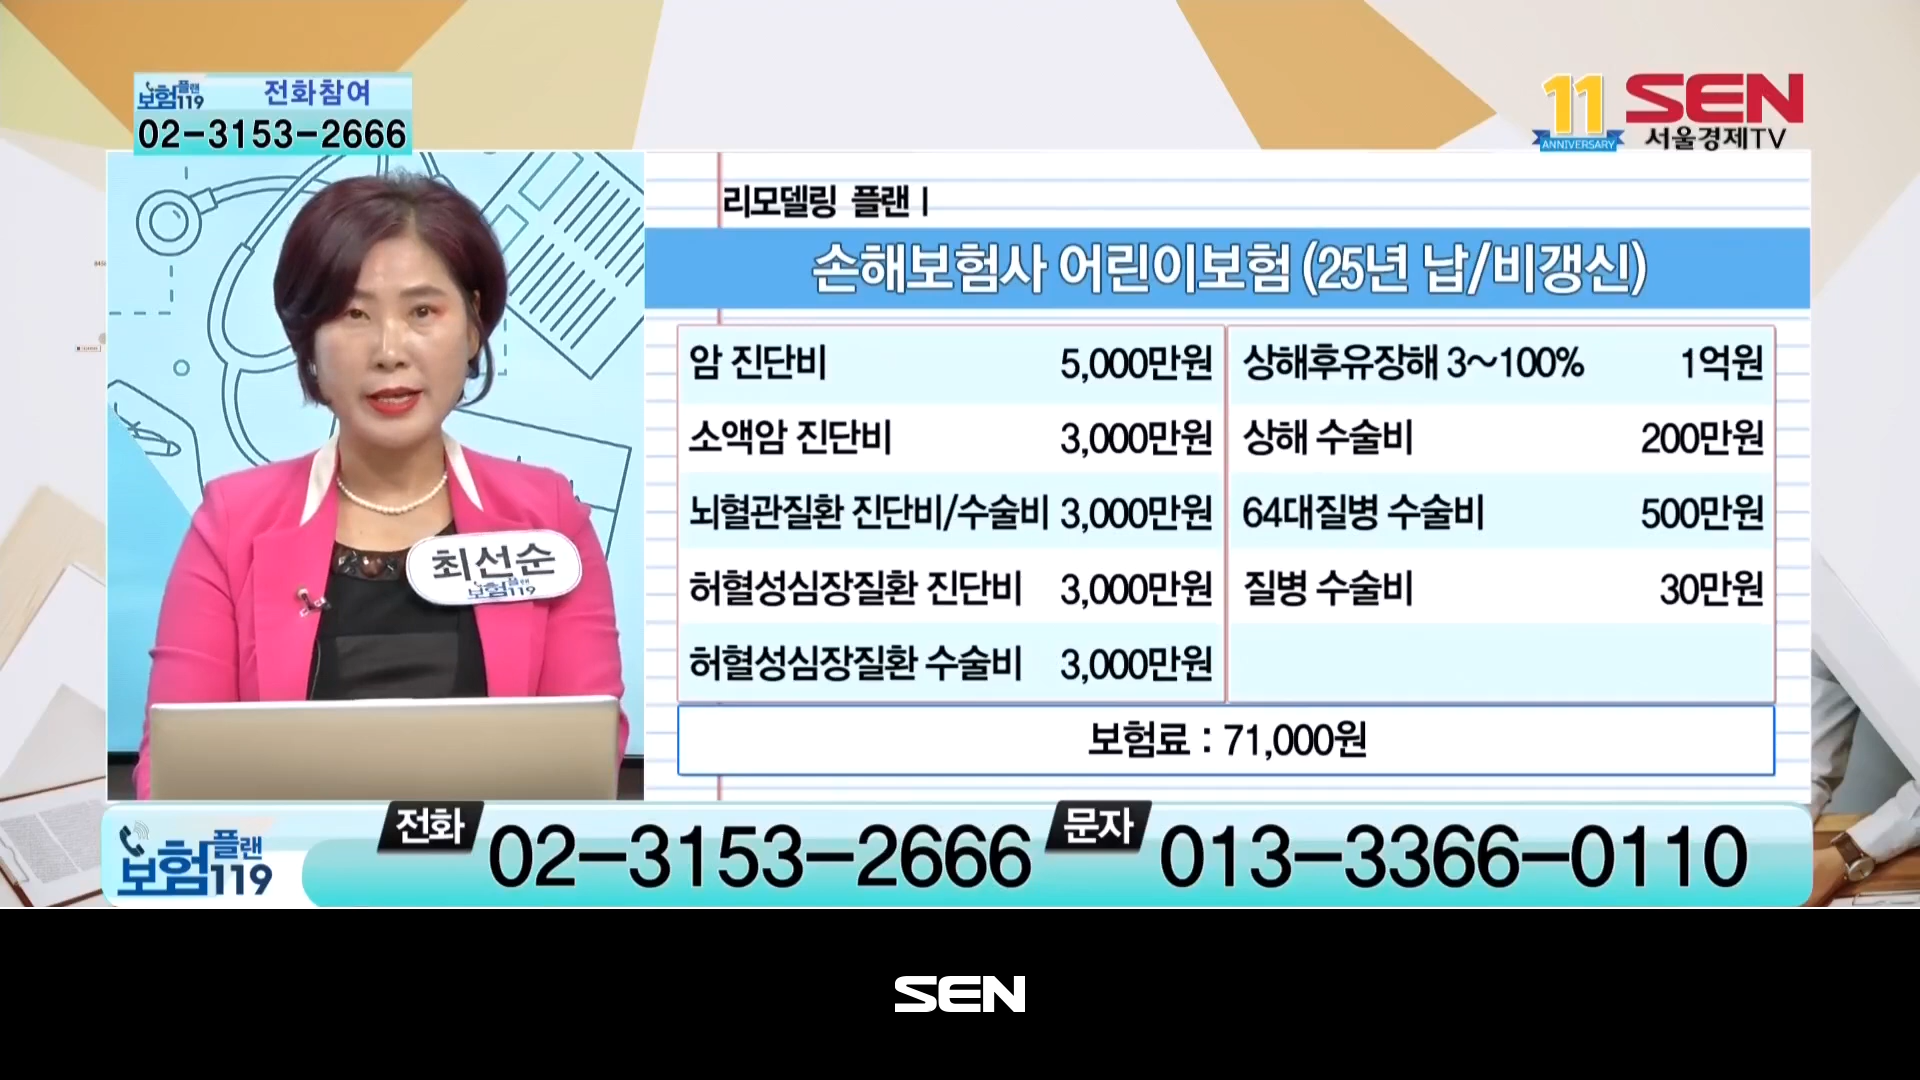 보험플랜119 전화참여
02-3153-2666
11 SEN
ANNIVERSARY 서울경제TV
리모델링 플랜 I
손해보험사 어린이보험 (25년 납/비갱신)
암 진단비 5,000만원
소액암 진단비 3,000만원
뇌혈관질환 진단비/수술비 3,000만원
허혈성심장질환 진단비 3,000만원
허혈성심장질환 수술비 3,000만원
상해후유장해 3~100% 1억원
상해 수술비 200만원
64대질병 수술비 500만원
질병 수술비 30만원
보험료 : 71,000원
최선순
보험플랜119
보험플랜119
전화 02-3153-2666 문자 013-3366-0110
SEN